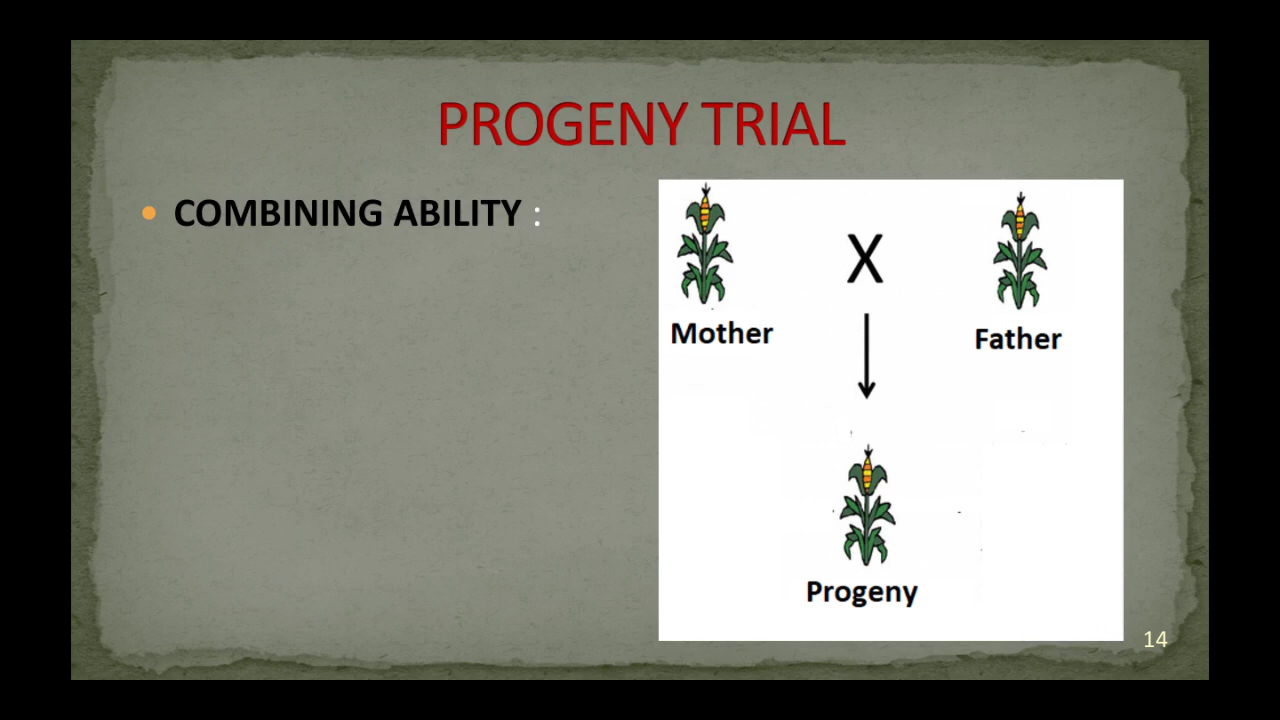 PROGENY TRIAL
• COMBINING ABILITY :
X
Mother
Father
Progeny
14